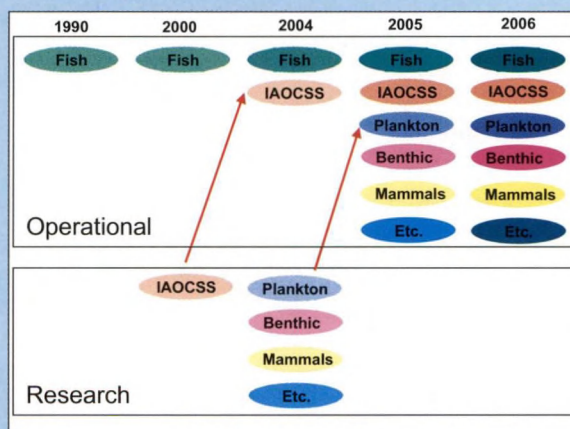 1990 2000 2004 2005 2006
Fish Fish Fish Fish Fish
IAOCSS IAOCSS IAOCSS
Plankton Plankton
Benthic Benthic
Mammals Mammals
Operational Etc. Etc.
IAOCSS Plankton
Benthic
Mammals
Research Etc.